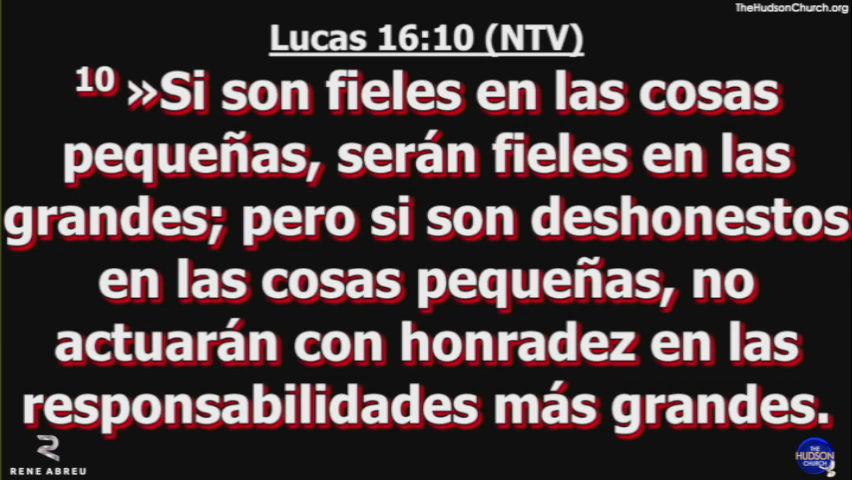 TheHudsonChurch.org
Lucas 16:10 (NTV)
10 »Si son fieles en las cosas
pequeñas, serán fieles en las
grandes; pero si son deshonestos
en las cosas pequeñas, no
actuarán con honradez en las
responsabilidades más grandes.
RENE ABREU
THE
HUDSON
CHURCH